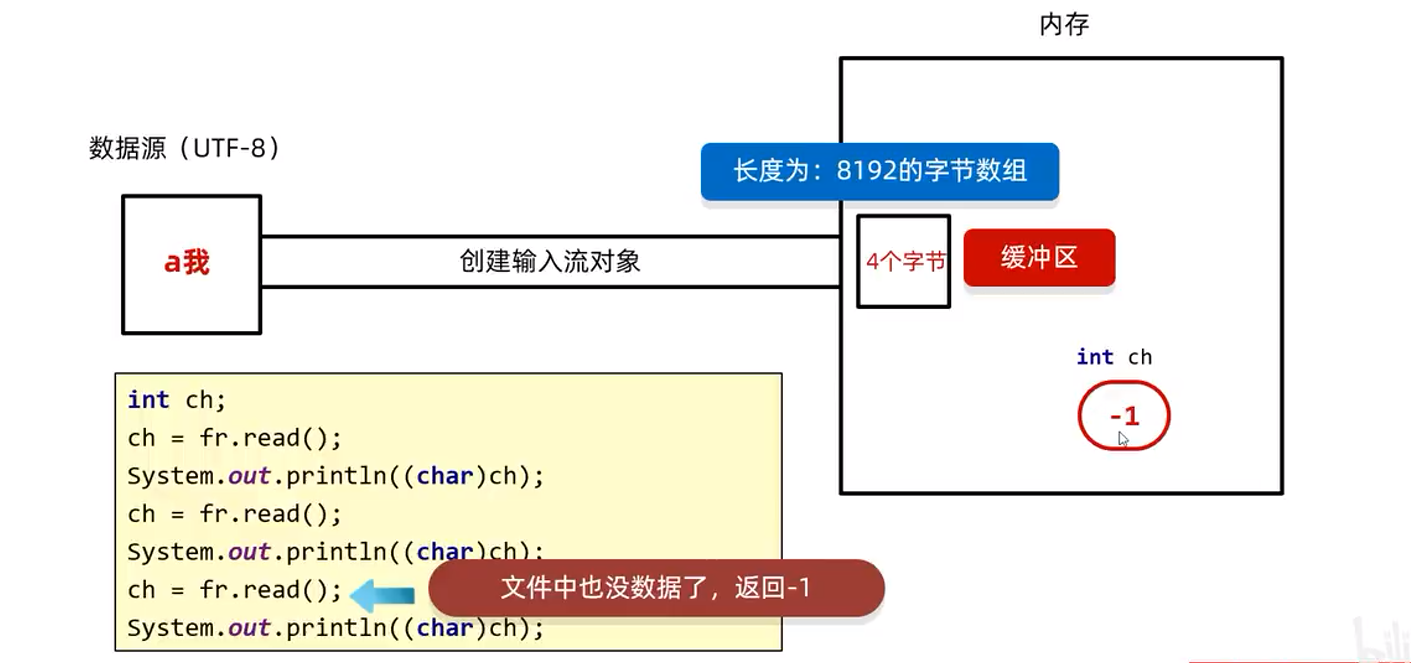 内存
数据源（UTF-8）
长度为：8192的字节数组
a我
创建输入流对象
4个字节
缓冲区
int ch
-1
int ch;
ch = fr.read();
System.out.println((char)ch);
ch = fr.read();
System.out.println((char)ch);
ch = fr.read();
文件中也没数据了，返回-1
System.out.println((char)ch);
bili